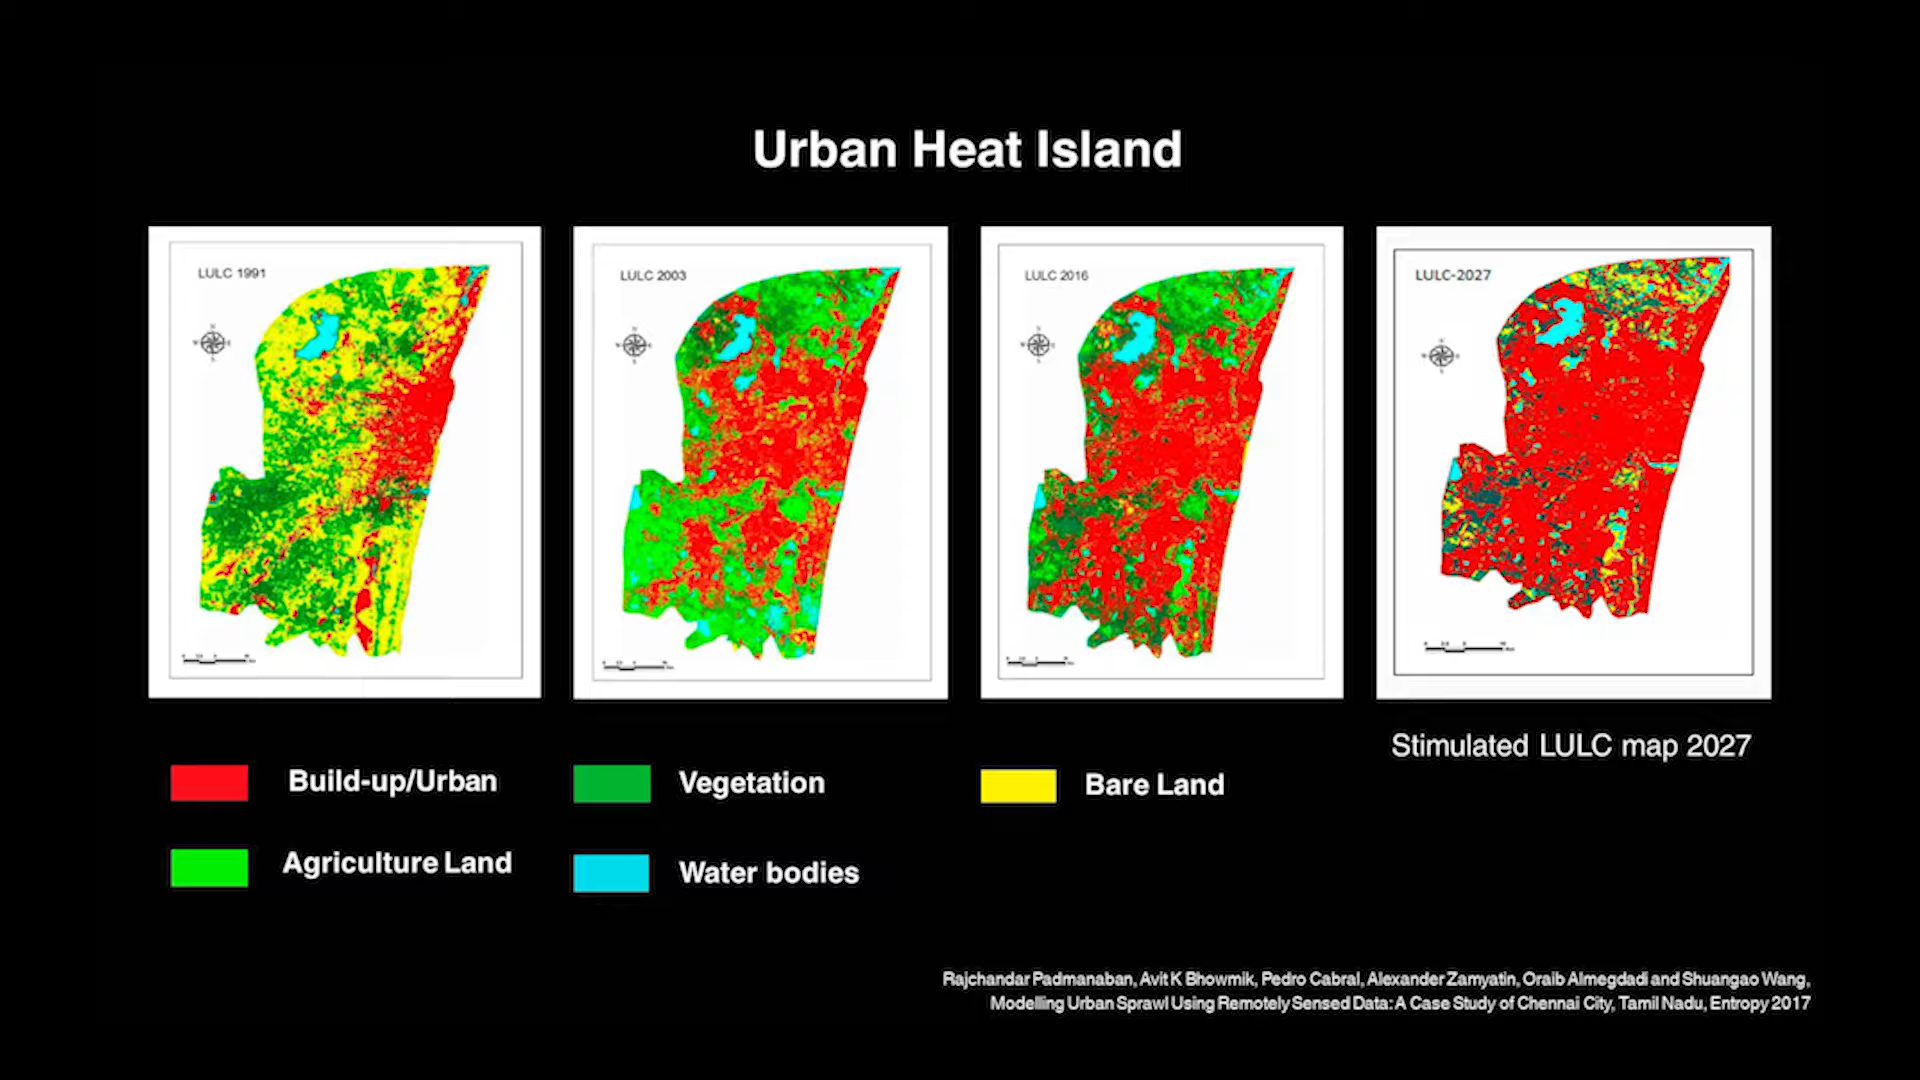 Urban Heat Island
LULC 1991
LULC 2003
LULC 2016
LULC-2027
Stimulated LULC map 2027
Build-up/Urban
Vegetation
Bare Land
Agriculture Land
Water bodies
Rajchandar Padmanaban, Avit K Bhowmik, Pedro Cabral, Alexander Zamyatin, Oraib Almegdadi and Shuangao Wang,
Modelling Urban Sprawl Using Remotely Sensed Data: A Case Study of Chennai City, Tamil Nadu, Entropy 2017